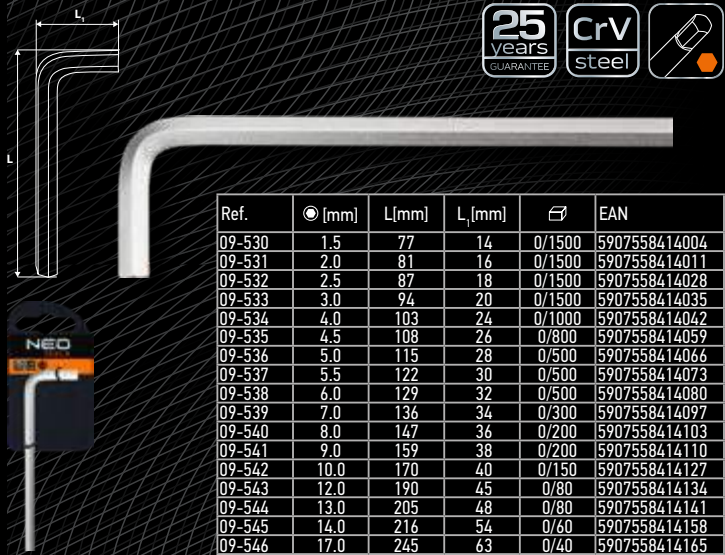 L1
25
years
GUARANTEE
CrV
steel
L
Ref. [mm] L[mm] L1[mm] EAN
09-530 1.5 77 14 0/1500 5907558414004
09-531 2.0 81 16 0/1500 5907558414011
09-532 2.5 87 18 0/1500 5907558414028
09-533 3.0 94 20 0/1500 5907558414035
09-534 4.0 103 24 0/1000 5907558414042
09-535 4.5 108 26 0/800 5907558414059
09-536 5.0 115 28 0/500 5907558414066
09-537 5.5 122 30 0/500 5907558414073
09-538 6.0 129 32 0/500 5907558414080
09-539 7.0 136 34 0/300 5907558414097
09-540 8.0 147 36 0/200 5907558414103
09-541 9.0 159 38 0/200 5907558414110
09-542 10.0 170 40 0/150 5907558414127
09-543 12.0 190 45 0/80 5907558414134
09-544 13.0 205 48 0/80 5907558414141
09-545 14.0 216 54 0/60 5907558414158
09-546 17.0 245 63 0/40 5907558414165
NEO